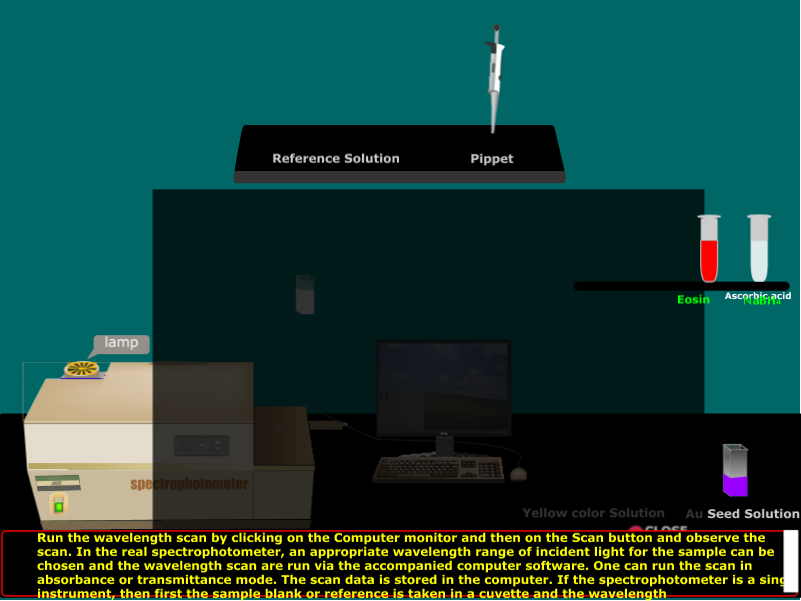 Reference Solution
Pippet
Eosin
Ascorbic acid
lamp
spectrophotometer
Yellow color Solution
Au Seed Solution
CLOSE
Run the wavelength scan by clicking on the Computer monitor and then on the Scan button and observe the
scan. In the real spectrophotometer, an appropriate wavelength range of incident light for the sample can be
chosen and the wavelength scan are run via the accompanied computer software. One can run the scan in
absorbance or transmittance mode. The scan data is stored in the computer. If the spectrophotometer is a sing
instrument, then first the sample blank or reference is taken in a cuvette and the wavelength